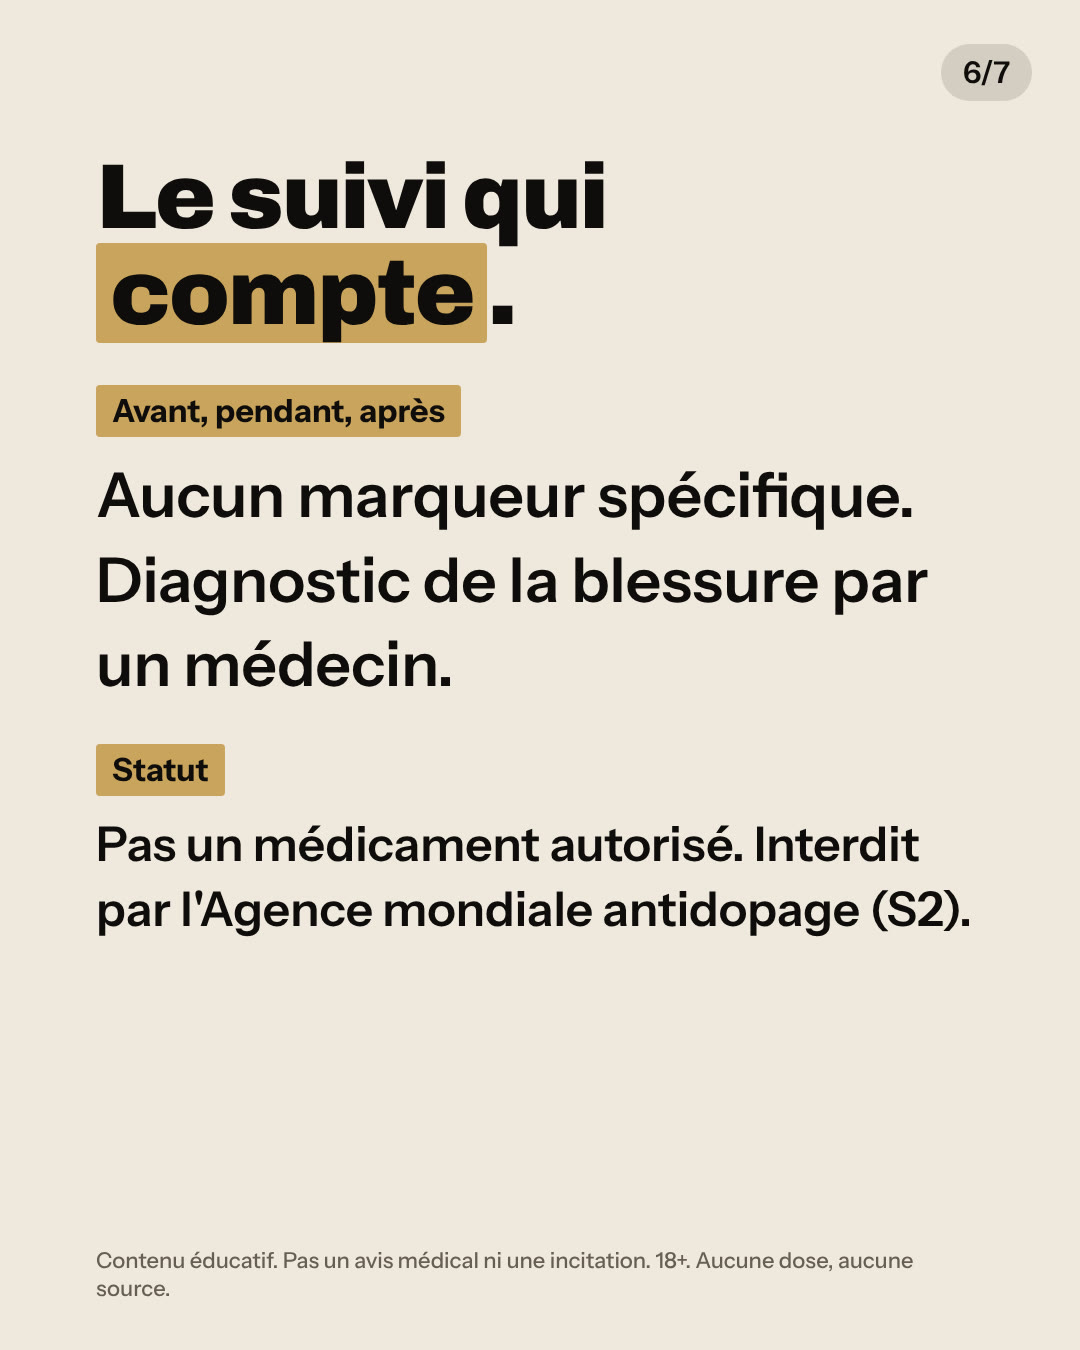 6/7
Le suivi qui
compte.
Avant, pendant, après
Aucun marqueur spécifique.
Diagnostic de la blessure par
un médecin.
Statut
Pas un médicament autorisé. Interdit
par l'Agence mondiale antidopage (S2).
Contenu éducatif. Pas un avis médical ni une incitation. 18+. Aucune dose, aucune
source.